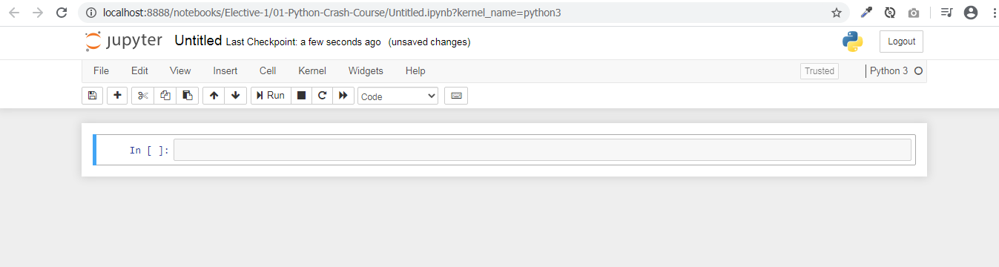 localhost:8888/notebooks/Elective-1/01-Python-Crash-Course/Untitled.ipynb?kernel_name=python3
jupyter Untitled Last Checkpoint: a few seconds ago (unsaved changes) Logout
File Edit View Insert Cell Kernel Widgets Help Trusted Python 3
Run Code
In [ ]: